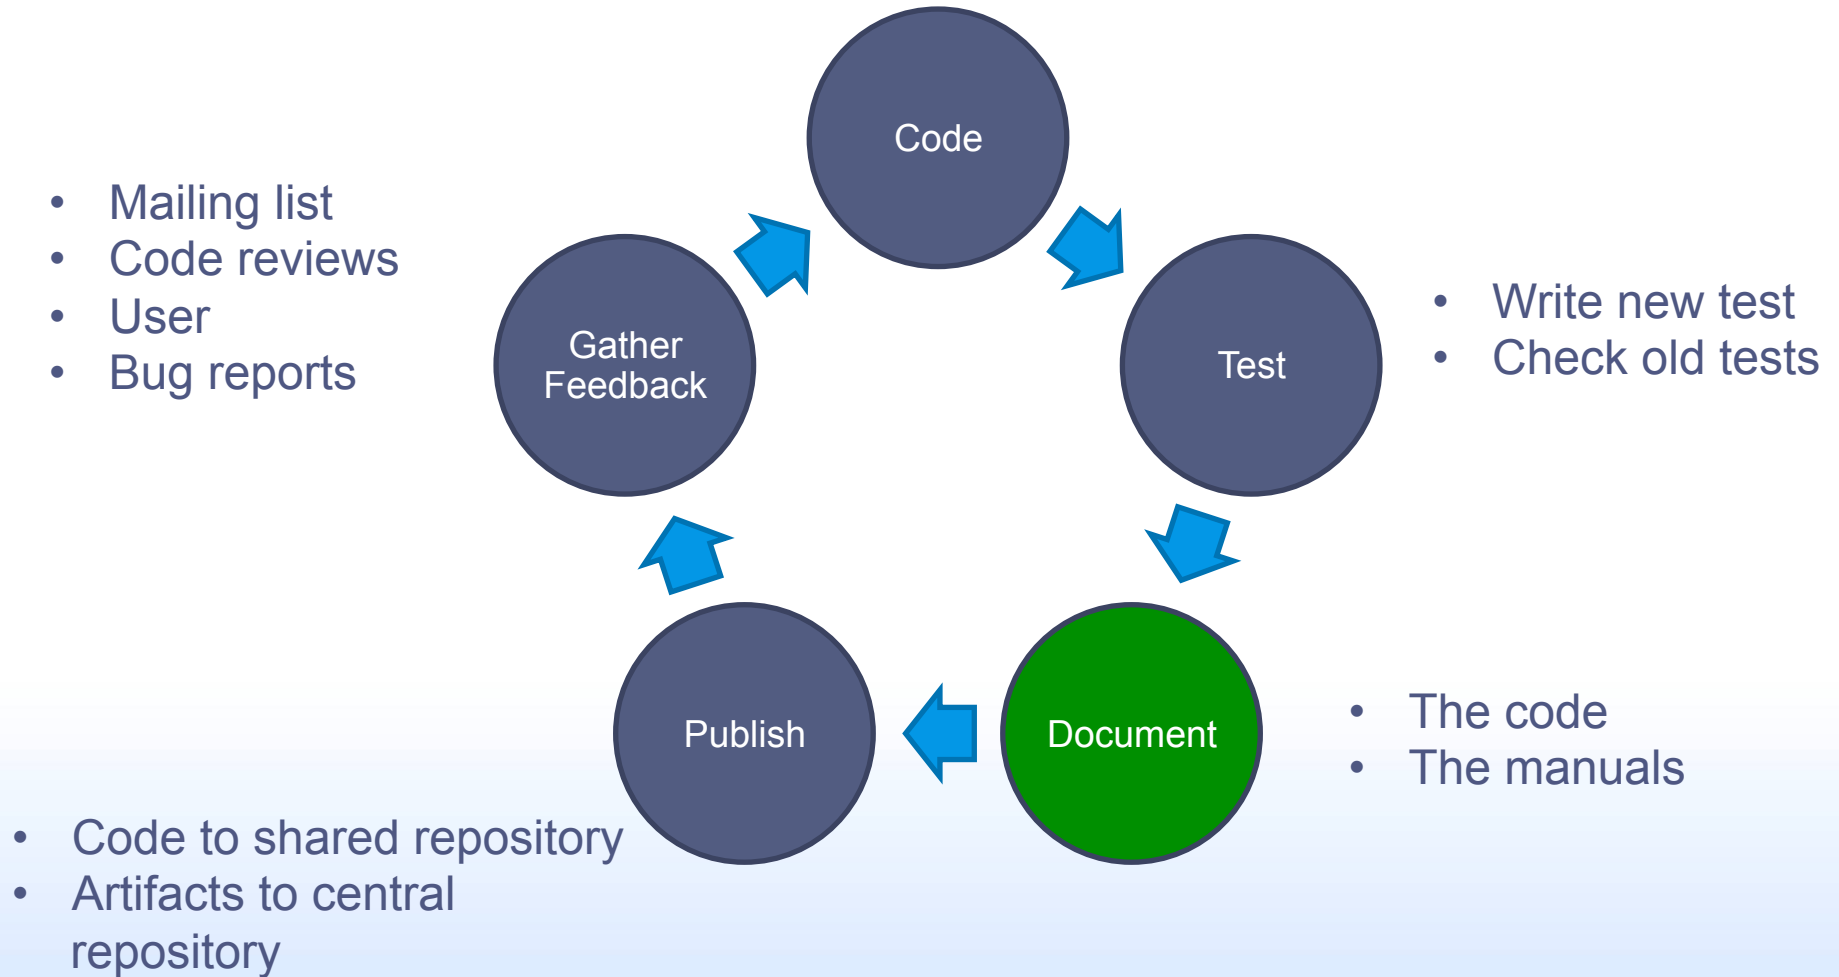 Code
• Mailing list
• Code reviews
• User
• Bug reports
Gather
Feedback
Test
• Write new test
• Check old tests
Publish
Document
• The code
• The manuals
• Code to shared repository
• Artifacts to central
repository